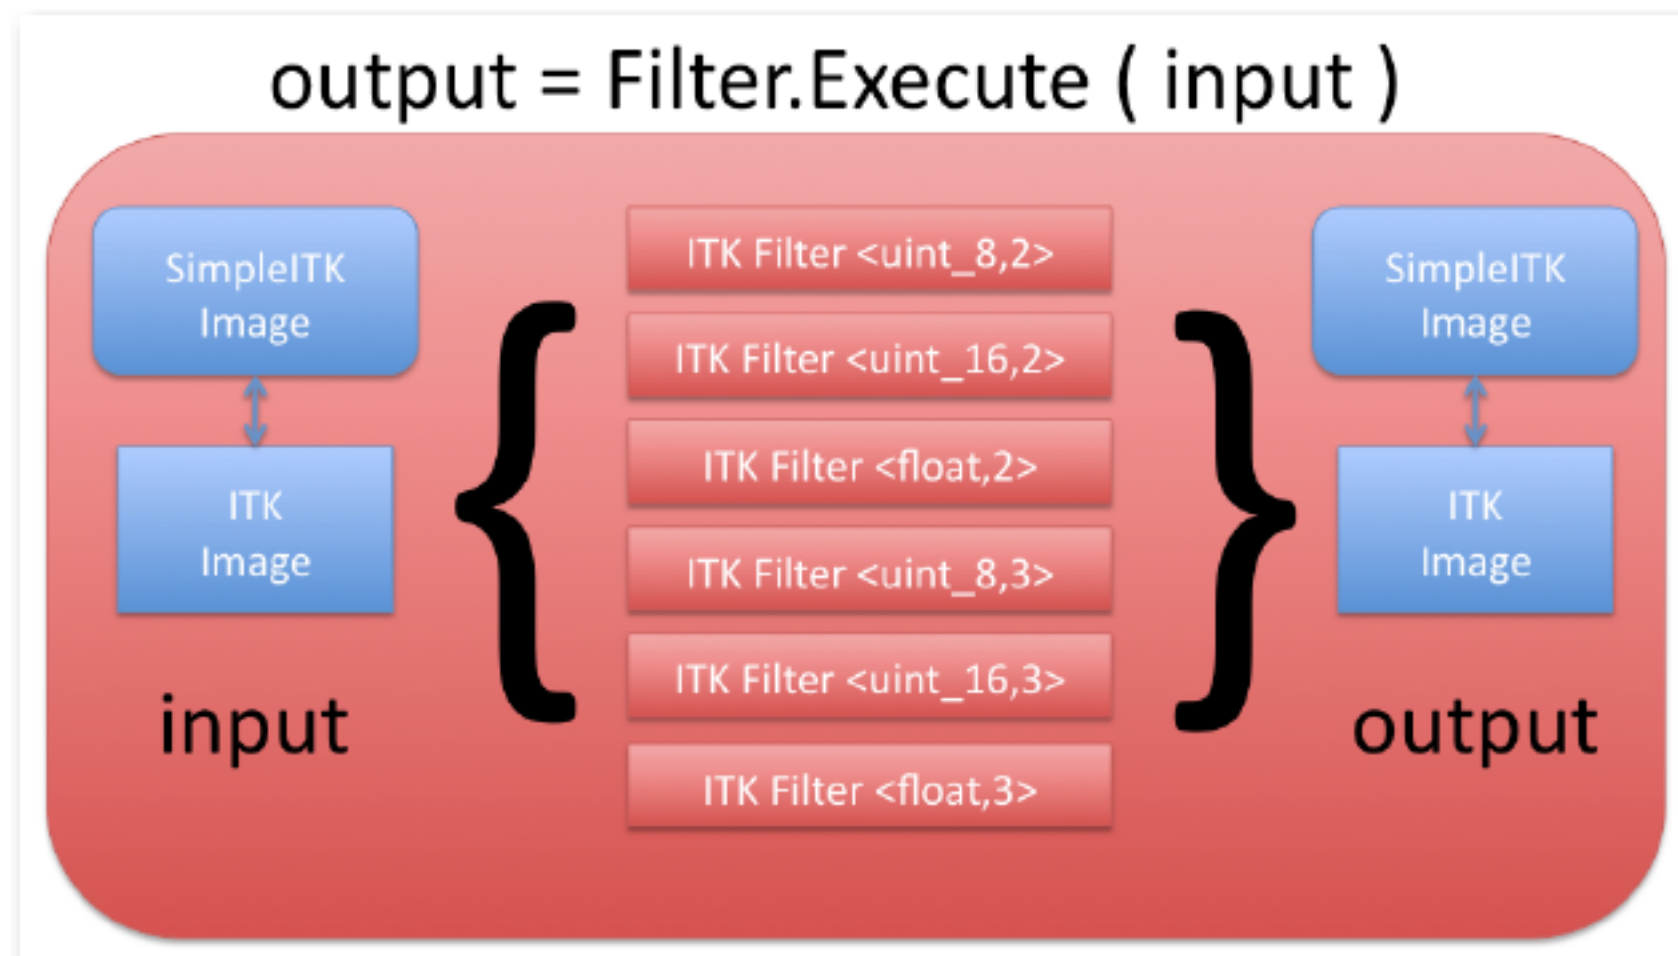 output = Filter.Execute ( input )
SimpleITK
Image
ITK
Image
input
{
ITK Filter <uint_8,2>
ITK Filter <uint_16,2>
ITK Filter <float,2>
ITK Filter <uint_8,3>
ITK Filter <uint_16,3>
ITK Filter <float,3>
}
SimpleITK
Image
ITK
Image
output